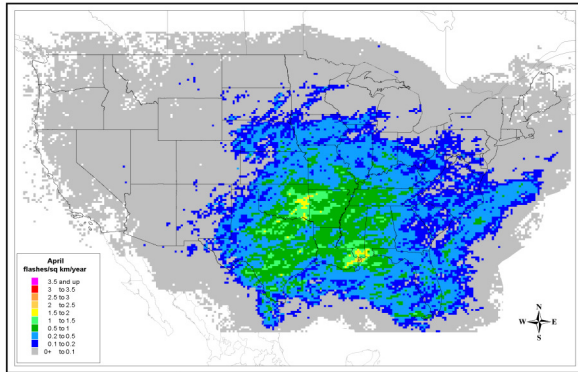 April
flashes/sq km/year
3.5 and up
3 to 3.5
2.5 to 3
2 to 2.5
1.5 to 2
1 to 1.5
0.5 to 1
0.2 to 0.5
0.1 to 0.2
0+ to 0.1
N
W E
S